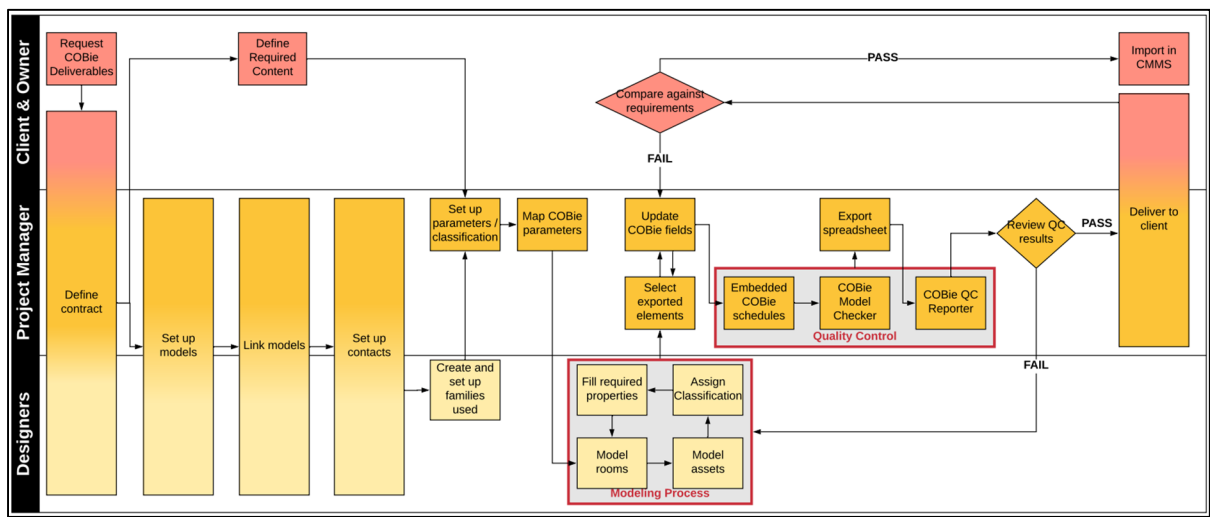 Client & Owner
Request
COBie
Deliverables
Define
Required
Content
PASS
Import in
CMMS
Compare against
requirements
FAIL
Project Manager
Define
contract
Set up
models
Link models
Set up
contacts
Set up
parameters /
classification
Map COBie
parameters
Update
COBie fields
Select
exported
elements
Export
spreadsheet
Embedded
COBie
schedules
COBie
Model
Checker
COBie QC
Reporter
Quality Control
Review QC
results
PASS
Deliver to
client
FAIL
Designers
Create and
set up
families
used
Fill required
properties
Assign
Classification
Model
rooms
Model
assets
Modeling Process